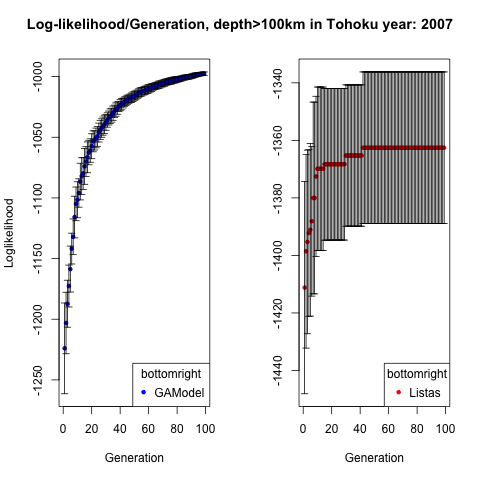 Log-likelihood/Generation, depth>100km in Tohoku year: 2007
Loglikelihood
-1000
-1050
-1100
-1150
-1200
-1250
bottomright
GAModel
0 20 40 60 80 100
Generation
-1340
-1360
-1380
-1400
-1420
-1440
bottomright
Listas
0 20 40 60 80 100
Generation